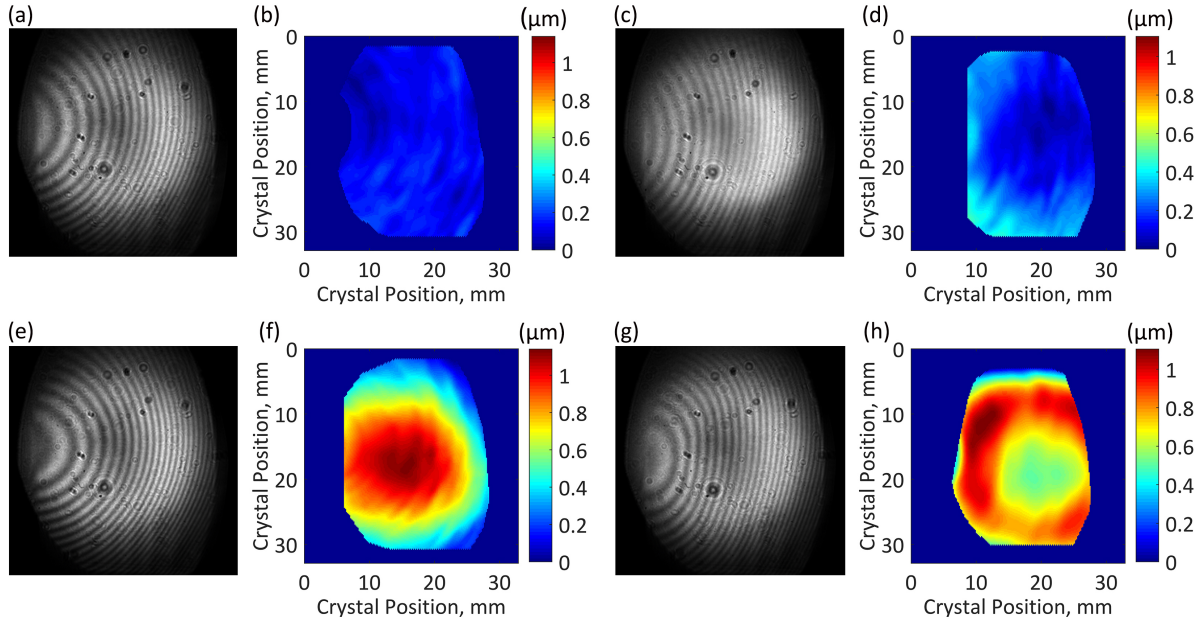 (a) (b) (μm) (c) (d) (μm)
0 0
1 1
10 0.8 10 0.8
0.6 0.6
20 0.4 20 0.4
0.2 0.2
30 0 30 0
Crystal Position, mm Crystal Position, mm
0 10 20 30 0 10 20 30
Crystal Position, mm Crystal Position, mm
(e) (f) (μm) (g) (h) (μm)
0 0
1 1
10 0.8 10 0.8
0.6 0.6
20 0.4 20 0.4
0.2 0.2
30 0 30 0
Crystal Position, mm Crystal Position, mm
0 10 20 30 0 10 20 30
Crystal Position, mm Crystal Position, mm